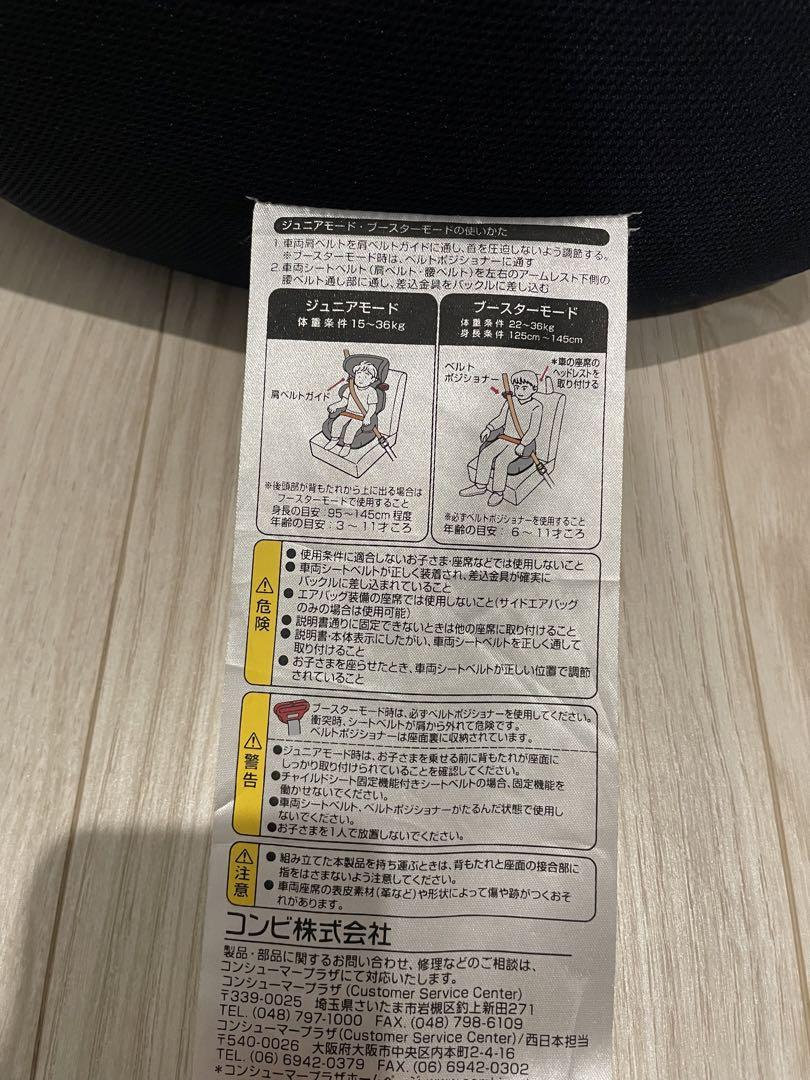 ジュニアモード・ブースターモードの使いかた
1.車両肩ベルトを肩ベルトガイドに通し、首を圧迫しないよう調節する。
※ブースターモード時は、ベルトポジショナーに通す
2.車両シートベルト(肩ベルト・腰ベルト)を左右のアームレスト下側の
腰ベルト通し部に通し、差込金具をバックルに差し込む
ジュニアモード
体重条件 15~36kg
肩ベルトガイド
※後頭部が背もたれから上に出る場合は
ブースターモードで使用すること
身長の目安:95~145cm 程度
年齢の目安:3~11才ごろ
ブースターモード
体重条件 22~36kg
身長条件 125cm~145cm
ベルト
ポジショナー
*車の座席の
ヘッドレストを
取り付ける
※必ずベルトポジショナーを使用すること
年齢の目安:6~11才ごろ
⚠危険
● 使用条件に適合しないお子さま・座席などでは使用しないこと
● 車両シートベルトが正しく装着され、差込金具が確実に
バックルに差し込まれていること
● エアバッグ装備の座席では使用しないこと(サイドエアバッグ
のみの場合は使用可能)
● 説明書通りに固定できないときは他の座席に取り付けること
● 説明書・本体表示にしたがい、車両シートベルトを正しく通して
取り付けること
● お子さまを座らせたとき、車両シートベルトが正しい位置で調節
されていること
⚠警告
ブースターモード時は、必ずベルトポジショナーを使用してください。
衝突時、シートベルトが肩から外れて危険です。
ベルトポジショナーは座面裏に収納されています。
●ジュニアモード時は、お子さまを乗せる前に背もたれが座面に
しっかり取り付けられていることを確認してください。
●チャイルドシート固定機能付きシートベルトの場合、固定機能を
働かせないでください。
●車両シートベルト、ベルトポジショナーがたるんだ状態で使用し
ないでください。
●お子さまを1人で放置しないでください。
⚠注意
● 組み立てた本製品を持ち運ぶときは、背もたれと座面の接合部に
指をはさまないよう注意してください。
● 車両座席の表皮素材(革など)や形状によって傷や跡がつくおそ
れがあります。
コンビ株式会社
製品・部品に関するお問い合わせ、修理などのご相談は、
コンシューマープラザにて対応いたします。
コンシューマープラザ(Customer Service Center)
〒339-0025 埼玉県さいたま市岩槻区釣上新田271
TEL. (048) 797-1000 FAX. (048) 798-6109
コンシューマープラザ(Customer Service Center)/西日本担当
〒540-0026 大阪府大阪市中央区内本町2-4-16
TEL. (06) 6942-0379 FAX. (06) 6942-0302
*コンシューマープラザホームページ